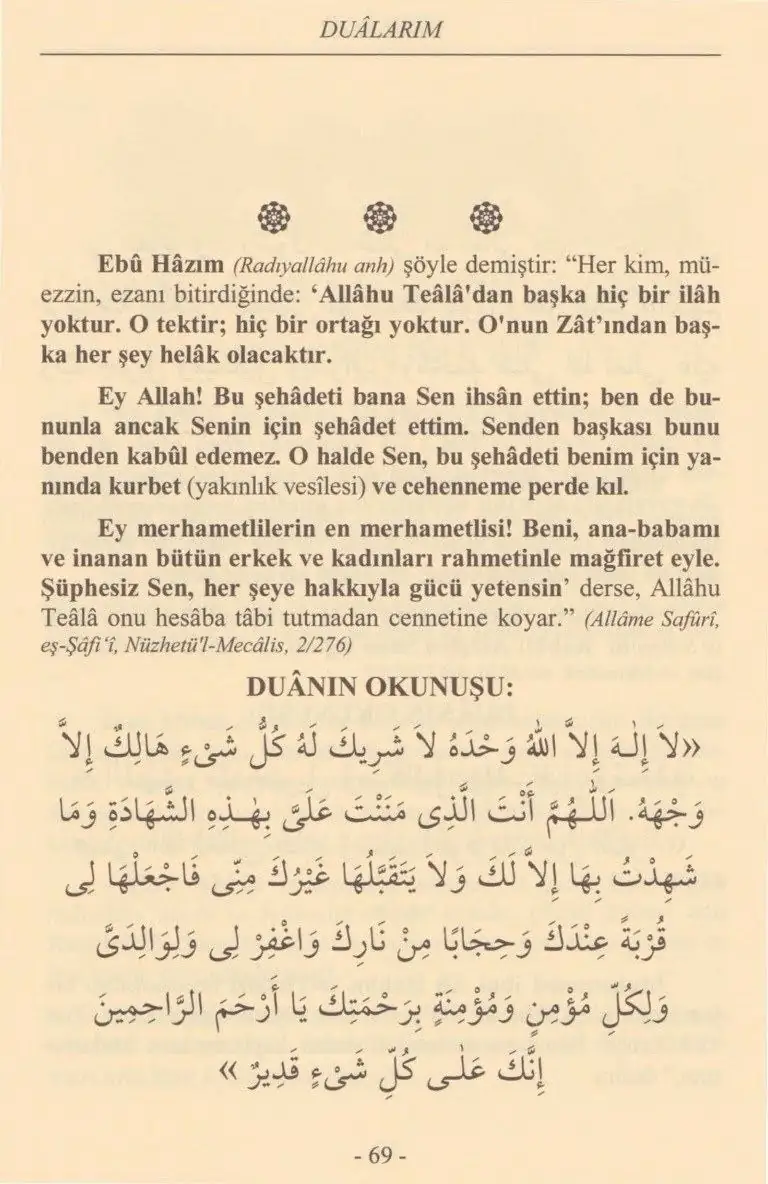 DUÂLARIM
Ebû Hâzım (Radıyallâhu anh) şöyle demiştir: “Her kim, mü-
ezzin, ezanı bitirdiğinde: ‘Allâhu Teâlâ'dan başka hiç bir ilâh
yoktur. O tektir; hiç bir ortağı yoktur. O'nun Zât’ından baş-
ka her şey helâk olacaktır.
Ey Allah! Bu şehâdeti bana Sen ihsân ettin; ben de bu-
nunla ancak Senin için şehâdet ettim. Senden başkası bunu
benden kabûl edemez. O halde Sen, bu şehâdeti benim için ya-
nında kurbet (yakınlık vesîlesi) ve cehenneme perde kıl.
Ey merhametlilerin en merhametlisi! Beni, ana-babamı
ve inanan bütün erkek ve kadınları rahmetinle mağfiret eyle.
Şüphesiz Sen, her şeye hakkıyla gücü yetensin’ derse, Allâhu
Teâlâ onu hesâba tâbi tutmadan cennetine koyar.” (Allâme Safûrî,
eş-Şâfi‘î, Nüzhetü'l-Mecâlis, 2/276)
DUÂNIN OKUNUŞU:
«لاَ إِلٰهَ إِلاَّ اللهُ وَحْدَهُ لاَ شَرِيكَ لَهُ كُلُّ شَىْءٍ هَالِكٌ إِلاَّ
وَجْهَهُ. اَللّٰهُمَّ أَنْتَ الَّذِى مَنَنْتَ عَلَىَّ بِهٰذِهِ الشَّهَادَةِ وَمَا
شَهِدْتُ بِهَا إِلاَّ لَكَ وَلاَ يَتَقَبَّلُهَا غَيْرُكَ مِنِّى فَاجْعَلْهَا لِى
قُرْبَةً عِنْدَكَ وَحِجَابًا مِنْ نَارِكَ وَاغْفِرْ لِى وَلِوَالِدَىَّ
وَلِكُلِّ مُؤْمِنٍ وَمُؤْمِنَةٍ بِرَحْمَتِكَ يَا أَرْحَمَ الرَّاحِمِينَ
إِنَّكَ عَلٰى كُلِّ شَىْءٍ قَدِيرٌ»
- 69 -